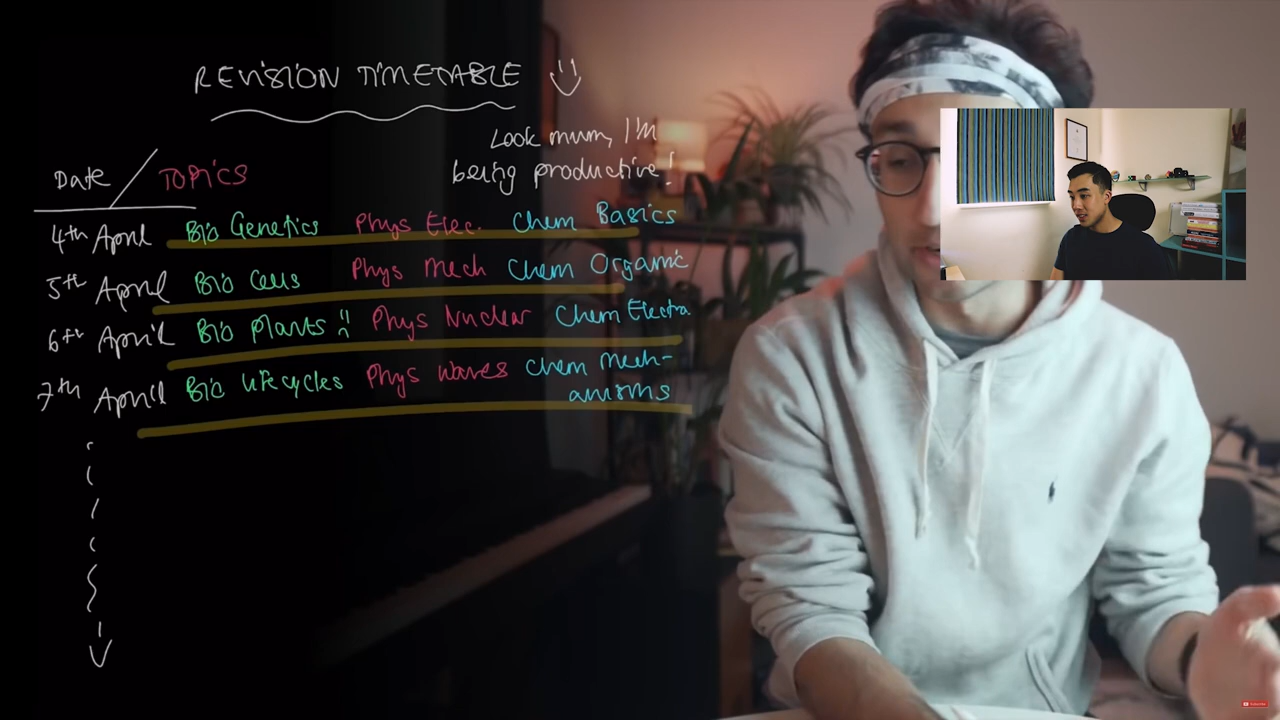 REVISION TIMETABLE
Look mum, I'm
being productive!
Date / TOPICS
4th April Bio Genetics Phys Elec. Chem Basics
5th April Bio Cells Phys Mech Chem Organic
6th April Bio Plants Phys Nuclear Chem Electro
7th April Bio lifecycles Phys Waves Chem Mech-
anisms
Subscribe